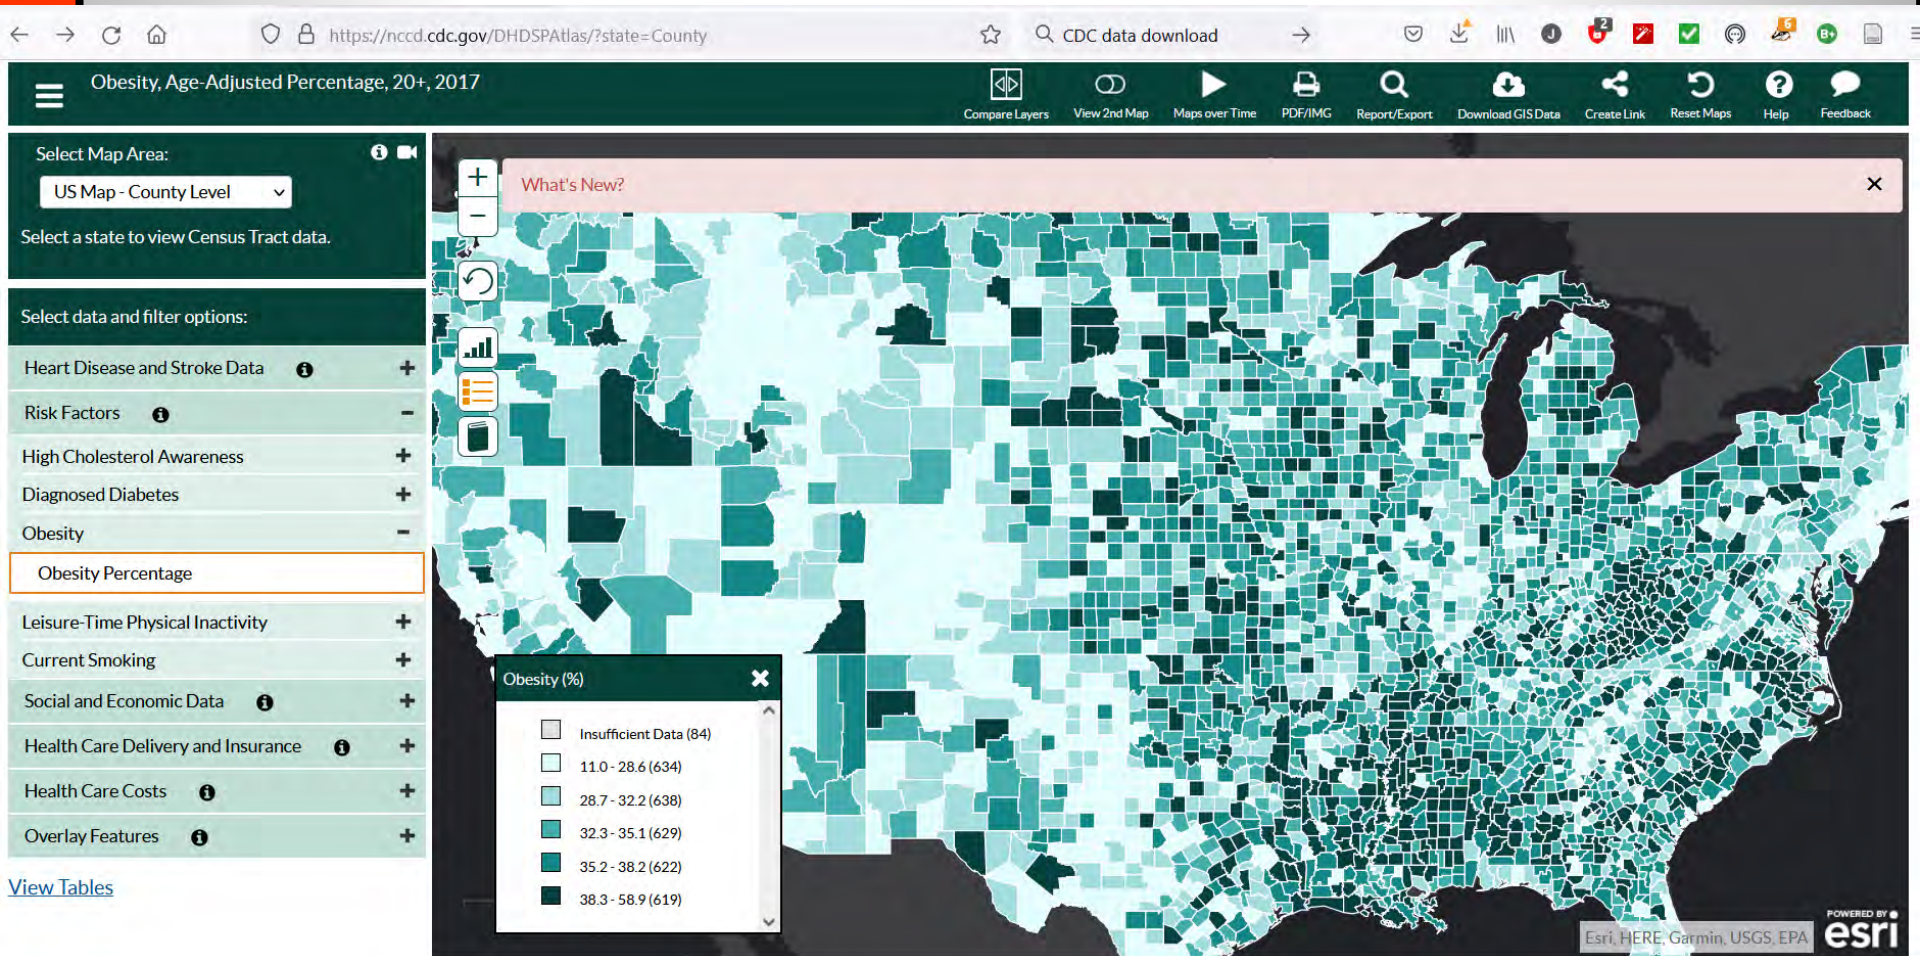 https://nccd.cdc.gov/DHDSPAtlas/?state=County
CDC data download
J
2
6
B+
Obesity, Age-Adjusted Percentage, 20+, 2017
Compare Layers
View 2nd Map
Maps over Time
PDF/IMG
Report/Export
Download GIS Data
Create Link
Reset Maps
Help
Feedback
Select Map Area:
US Map - County Level
Select a state to view Census Tract data.
Select data and filter options:
Heart Disease and Stroke Data
Risk Factors
High Cholesterol Awareness
Diagnosed Diabetes
Obesity
Obesity Percentage
Leisure-Time Physical Inactivity
Current Smoking
Social and Economic Data
Health Care Delivery and Insurance
Health Care Costs
Overlay Features
View Tables
What's New?
Obesity (%)
Insufficient Data (84)
11.0 - 28.6 (634)
28.7 - 32.2 (638)
32.3 - 35.1 (629)
35.2 - 38.2 (622)
38.3 - 58.9 (619)
Esri, HERE, Garmin, USGS, EPA
POWERED BY
esri